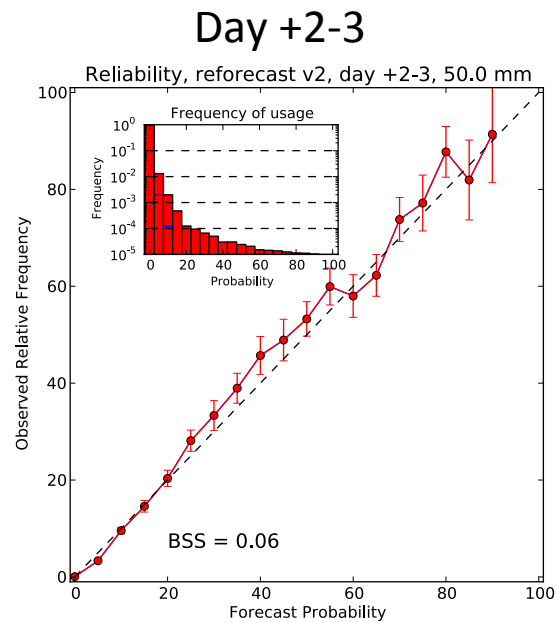 Day +2-3
Reliability, reforecast v2, day +2-3, 50.0 mm
100
80
60
40
20
0
Observed Relative Frequency
Frequency of usage
10^0
10^-1
10^-2
10^-3
10^-4
10^-5
Frequency
0 20 40 60 80 100
Probability
BSS = 0.06
0 20 40 60 80 100
Forecast Probability